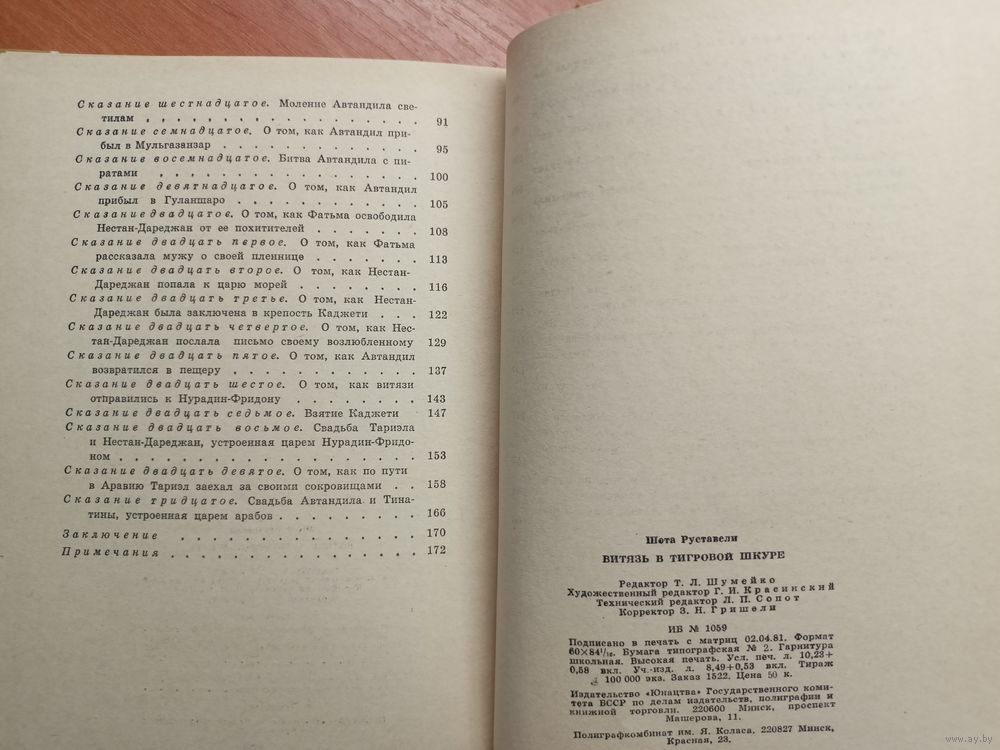 Сказание шестнадцатое. Моление Автандила све-
тилам . . . . . . . . . . . . . . . . 91
Сказание семнадцатое. О том, как Автандил при-
был в Мульгазанзар . . . . . . . . . . . 95
Сказание восемнадцатое. Битва Автандила с пи-
ратами . . . . . . . . . . . . . . . 100
Сказание девятнадцатое. О том, как Автандил
прибыл в Гуланшаро . . . . . . . . . . . 105
Сказание двадцатое. О том, как Фатьма освободила
Нестан-Дареджан от ее похитителей . . . . . . . 108
Сказание двадцать первое. О том, как Фатьма
рассказала мужу о своей пленнице . . . . . . . 113
Сказание двадцать второе. О том, как Нестан-
Дареджан попала к царю морей . . . . . . . . 116
Сказание двадцать третье. О том, как Нестан-
Дареджан была заключена в крепость Каджети . . . 122
Сказание двадцать четвертое. О том, как Нес-
тан-Дареджан послала письмо своему возлюбленному 129
Сказание двадцать пятое. О том, как Автандил
возвратился в пещеру . . . . . . . . . . . 137
Сказание двадцать шестое. О том, как витязи
отправились к Нурадин-Фридону . . . . . . . . 143
Сказание двадцать седьмое. Взятие Каджети 147
Сказание двадцать восьмое. Свадьба Тариэла
и Нестан-Дареджан, устроенная царем Нурадин-Фридо-
ном . . . . . . . . . . . . . . . . . 153
Сказание двадцать девятое. О том, как по пути
в Аравию Тариэл заехал за своими сокровищами . . 158
Сказание тридцатое. Свадьба Автандила и Тина-
тины, устроенная царем арабов . . . . . . . . 166
Заключение . . . . . . . . . . . . . . 170
Примечания . . . . . . . . . . . . . . . 172
Шота Руставели
ВИТЯЗЬ В ТИГРОВОЙ ШКУРЕ
Редактор Т. Л. Шумейко
Художественный редактор Г. И. Красинский
Технический редактор Л. П. Сопот
Корректор З. Н. Гришели
ИБ № 1059
Подписано в печать с матриц 02.04.81. Формат
60×84 1/16. Бумага типографская № 2. Гарнитура
школьная. Высокая печать. Усл. печ. л. 10,23+
0,58 вкл. Уч.-изд. л. 8,49+0,53 вкл. Тираж
100 000 экз. Заказ 1522. Цена 50 к.
Издательство «Юнацтва» Государственного коми-
тета БССР по делам издательств, полиграфии и
книжной торговли. 220600 Минск, проспект
Машерова, 11.
Полиграфкомбинат им. Я. Коласа. 220827 Минск,
Красная, 23.
www.ay.by